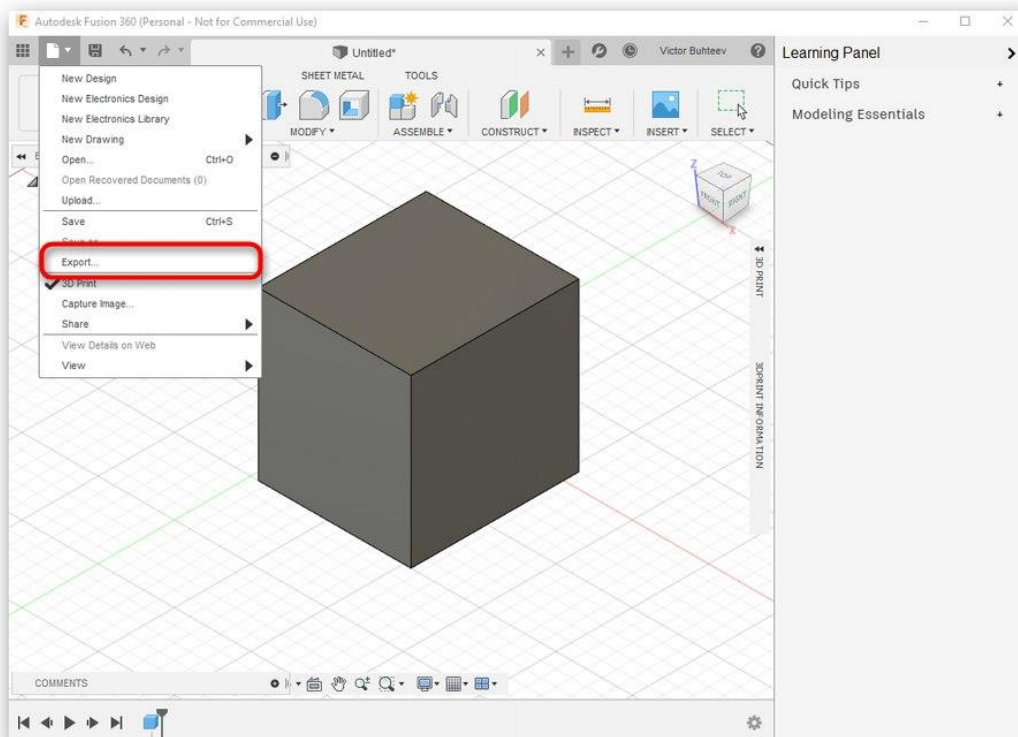 Autodesk Fusion 360 (Personal - Not for Commercial Use)
Untitled*
Victor Buhteev
Learning Panel
Quick Tips
Modeling Essentials
SHEET METAL TOOLS
MODIFY ASSEMBLE CONSTRUCT INSPECT INSERT SELECT
New Design
New Electronics Design
New Electronics Library
New Drawing
Open... Ctrl+O
Open Recovered Documents (0)
Upload...
Save Ctrl+S
Export...
3D Print
Capture Image...
Share
View Details on Web
View
Z
TOP
FRONT RIGHT
X
3D PRINT
3DPRINT INFORMATION
COMMENTS